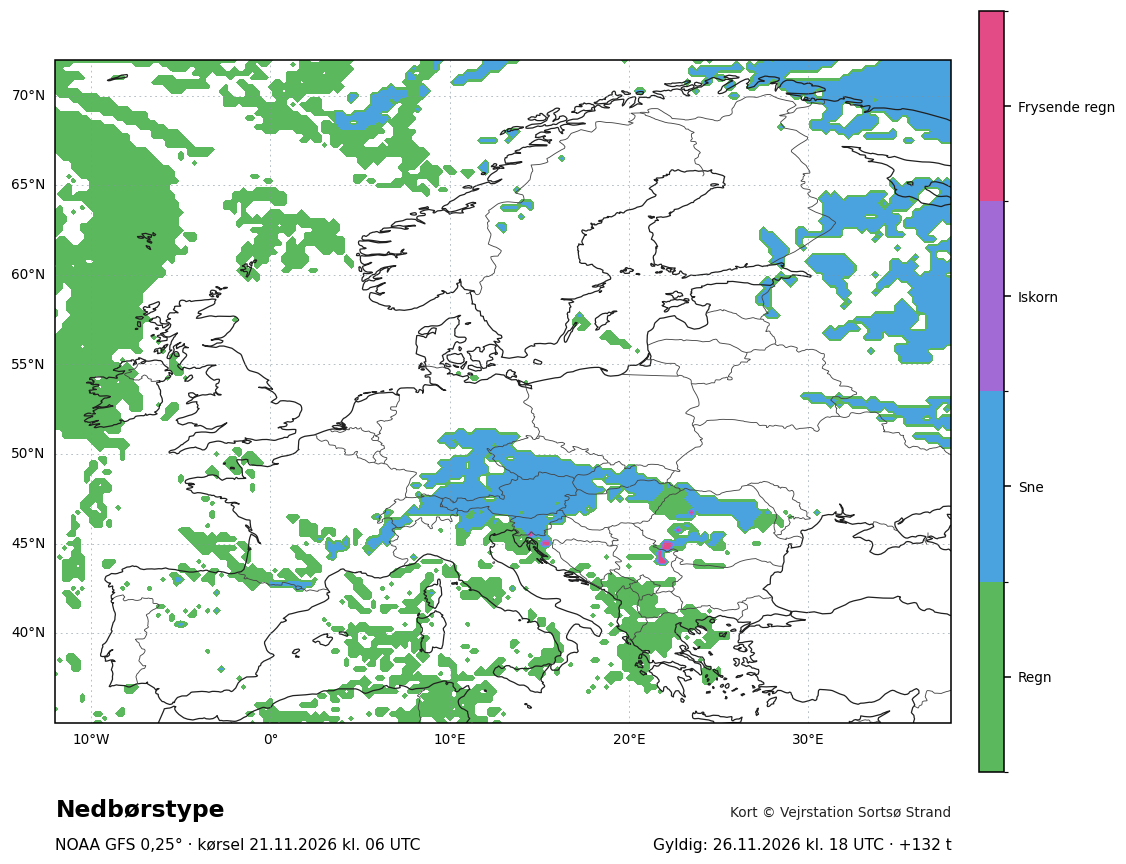 70°N
65°N
60°N
55°N
50°N
45°N
40°N
10°W
0°
10°E
20°E
30°E
Frysende regn
Iskorn
Sne
Regn
Nedbørstype
Kort © Vejrstation Sortsø Strand
NOAA GFS 0,25° · kørsel 21.11.2026 kl. 06 UTC
Gyldig: 26.11.2026 kl. 18 UTC · +132 t